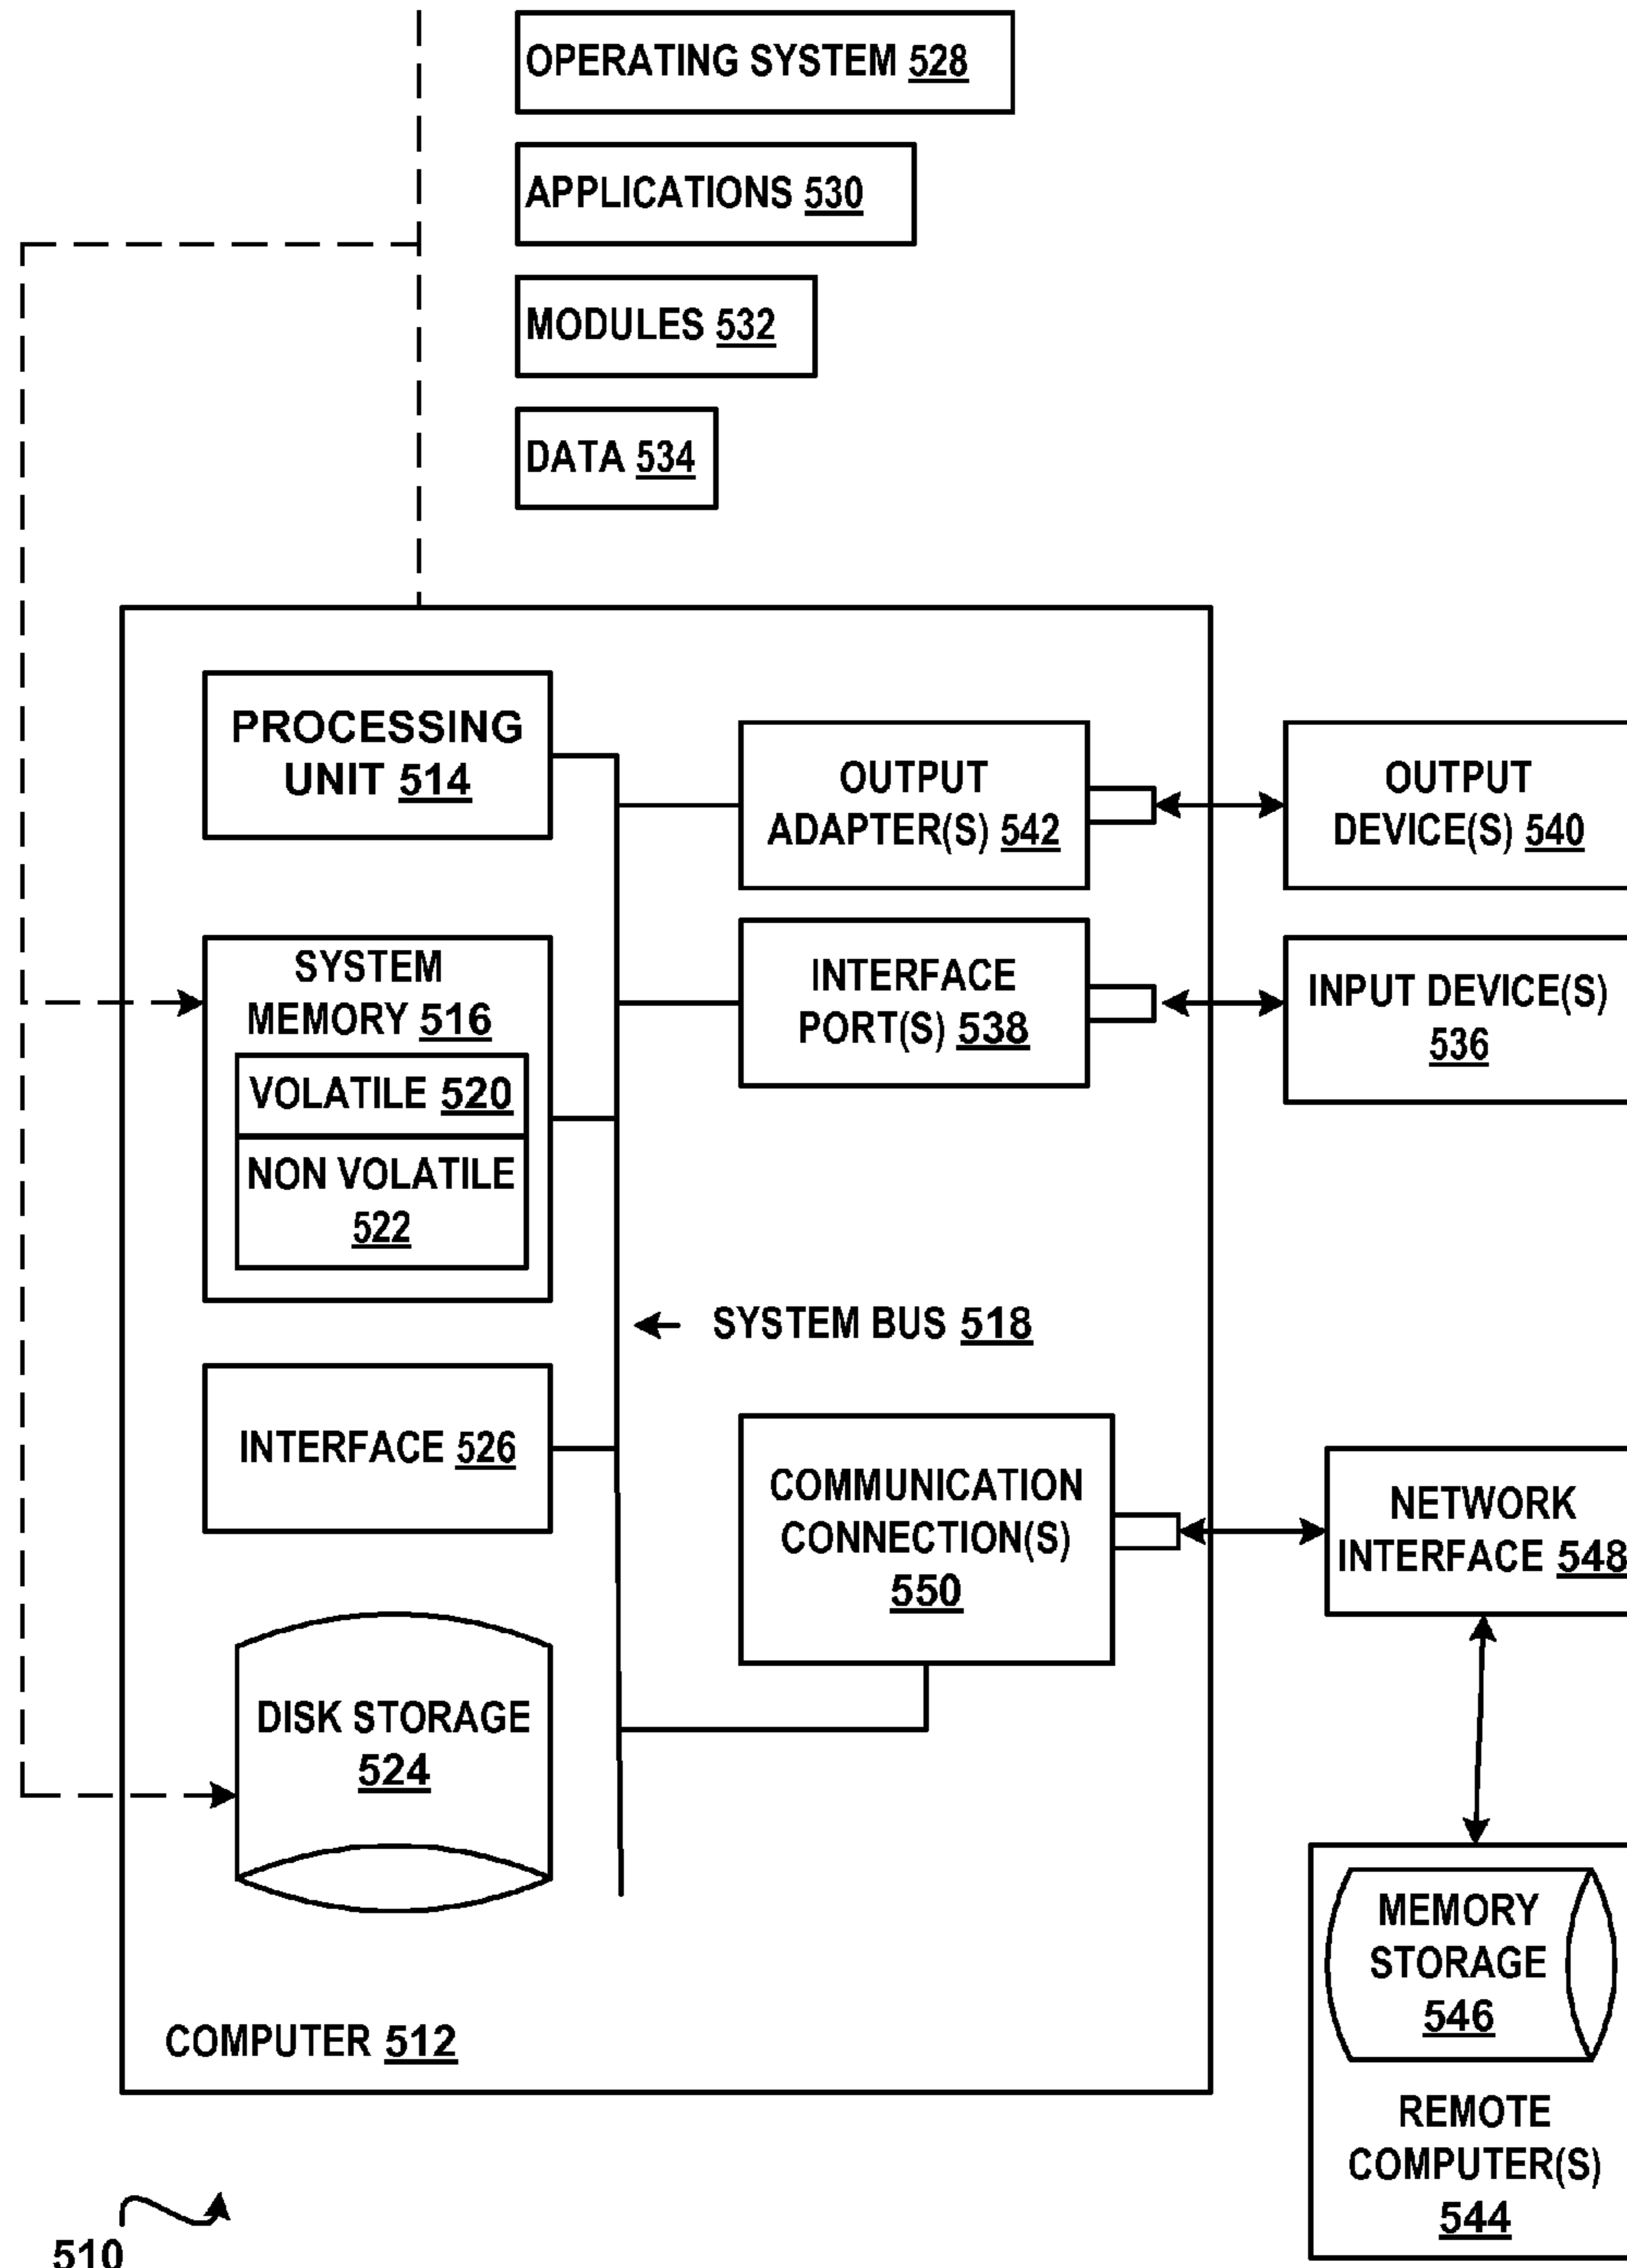 OPERATING SYSTEM 528
APPLICATIONS 530
MODULES 532
DATA 534
PROCESSING
UNIT 514
OUTPUT
ADAPTER(S) 542
OUTPUT
DEVICE(S) 540
SYSTEM
MEMORY 516
VOLATILE 520
NON VOLATILE
522
INTERFACE
PORT(S) 538
INPUT DEVICE(S)
536
SYSTEM BUS 518
INTERFACE 526
COMMUNICATION
CONNECTION(S)
550
NETWORK
INTERFACE 548
DISK STORAGE
524
MEMORY
STORAGE
546
REMOTE
COMPUTER(S)
544
COMPUTER 512
510